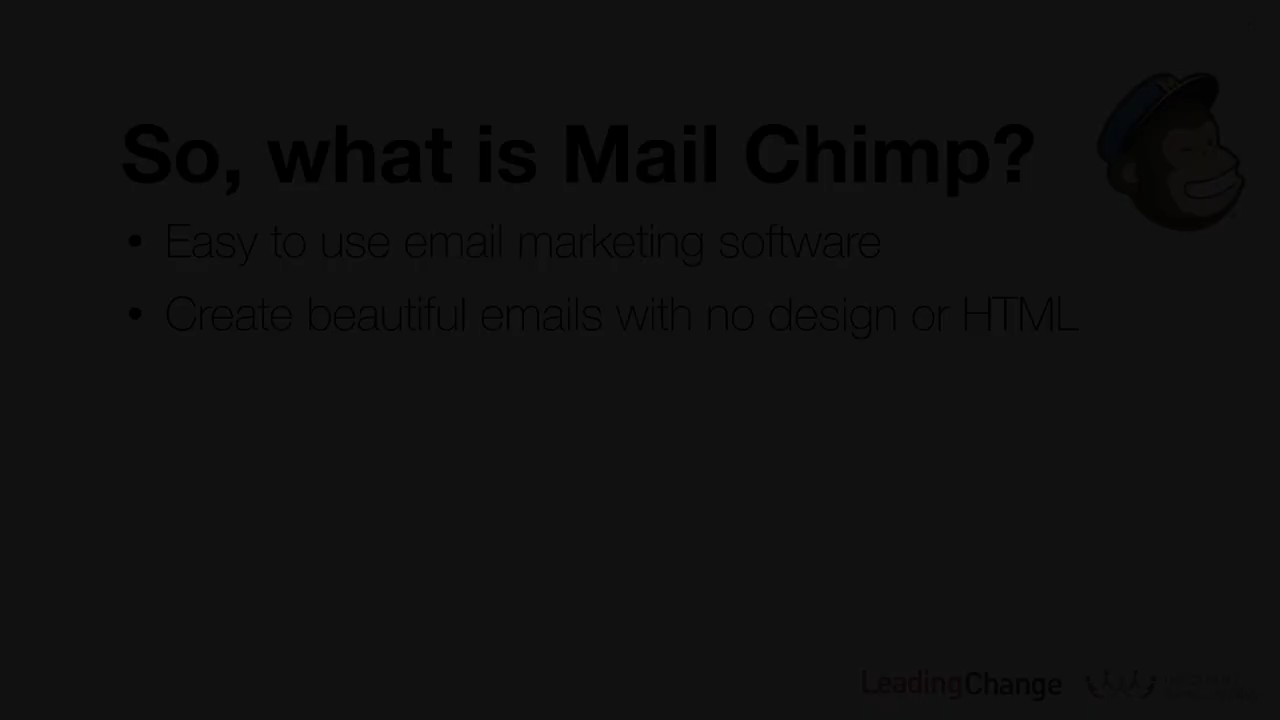 So, what is Mail Chimp?
• Easy to use email marketing software
• Create beautiful emails with no design or HTML
LeadingChange